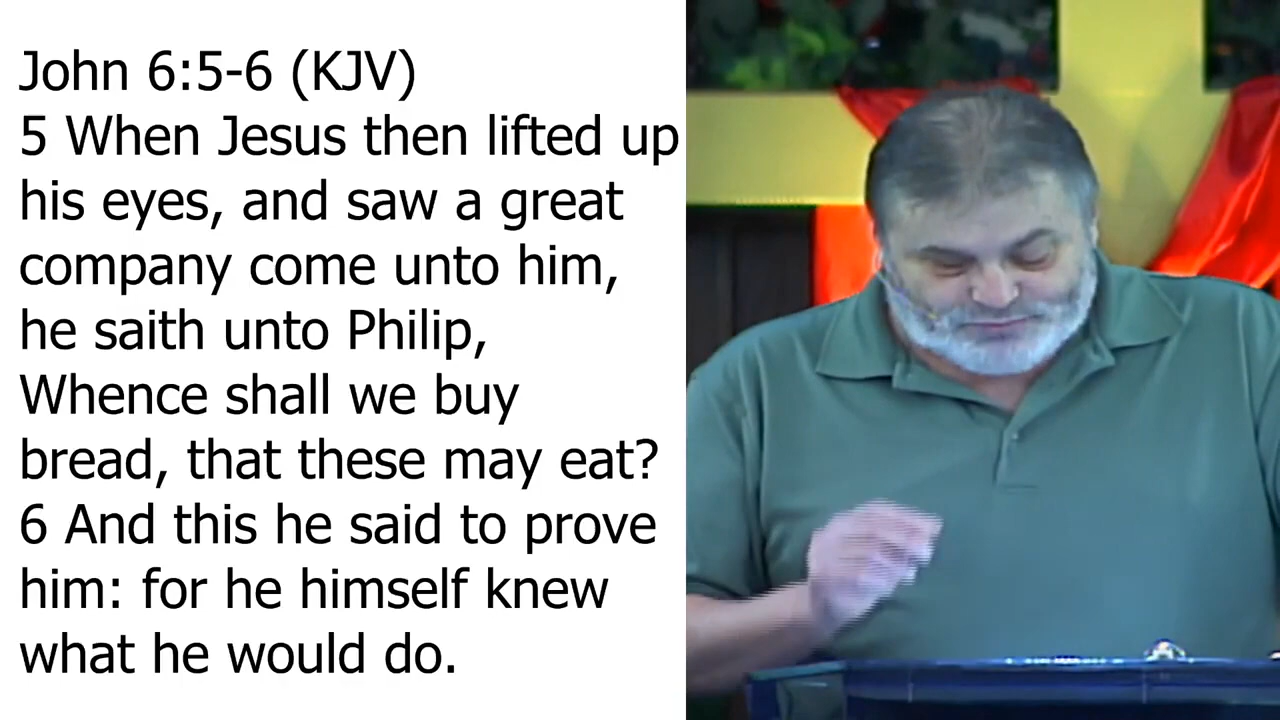 John 6:5-6 (KJV)
5 When Jesus then lifted up
his eyes, and saw a great
company come unto him,
he saith unto Philip,
Whence shall we buy
bread, that these may eat?
6 And this he said to prove
him: for he himself knew
what he would do.